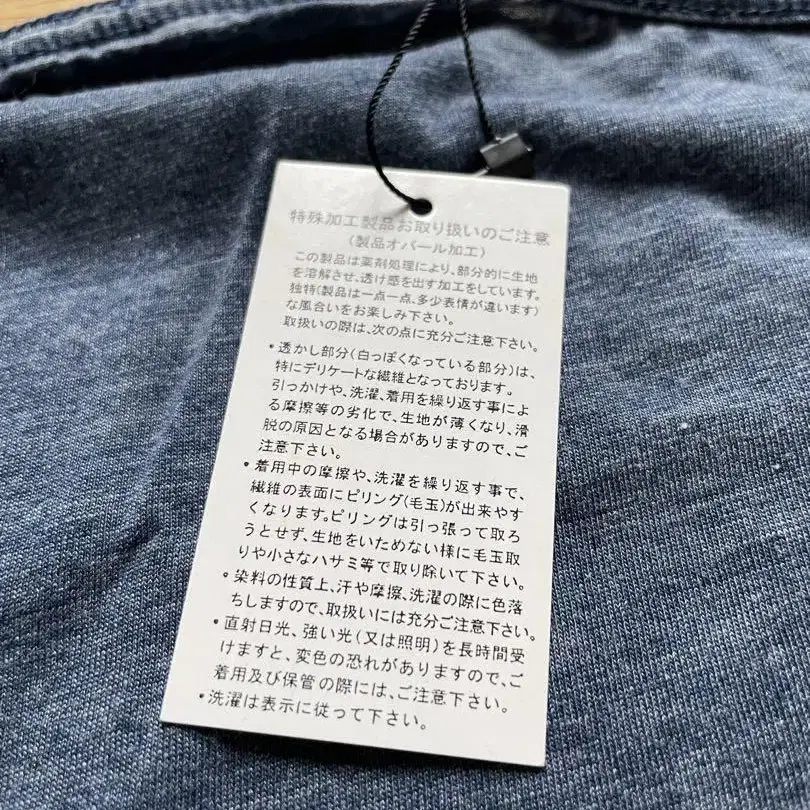 特殊加工製品お取り扱いのご注意
(製品オパール加工)
この製品は薬剤処理により、部分的に生地
を溶解させ、透け感を出す加工をしています。
独特(製品は一点一点、多少表情が違います)
な風合いをお楽しみ下さい。
取扱いの際は、次の点に充分ご注意下さい。
・透かし部分(白っぽくなっている部分)は、
特にデリケートな繊維となっております。
引っかけや、洗濯、着用を繰り返す事によ
る摩擦等の劣化で、生地が薄くなり、滑
脱の原因となる場合がありますので、ご
注意下さい。
・着用中の摩擦や、洗濯を繰り返す事で、
繊維の表面にピリング(毛玉)が出来やす
くなります。ピリングは引っ張って取ろ
うとせず、生地をいためない様に毛玉取
りや小さなハサミ等で取り除いて下さい。
・染料の性質上、汗や摩擦、洗濯の際に色落
ちしますので、取扱いには充分ご注意下さい。
・直射日光、強い光(又は照明)を長時間受
けますと、変色の恐れがありますので、ご
着用及び保管の際には、ご注意下さい。
・洗濯は表示に従って下さい。